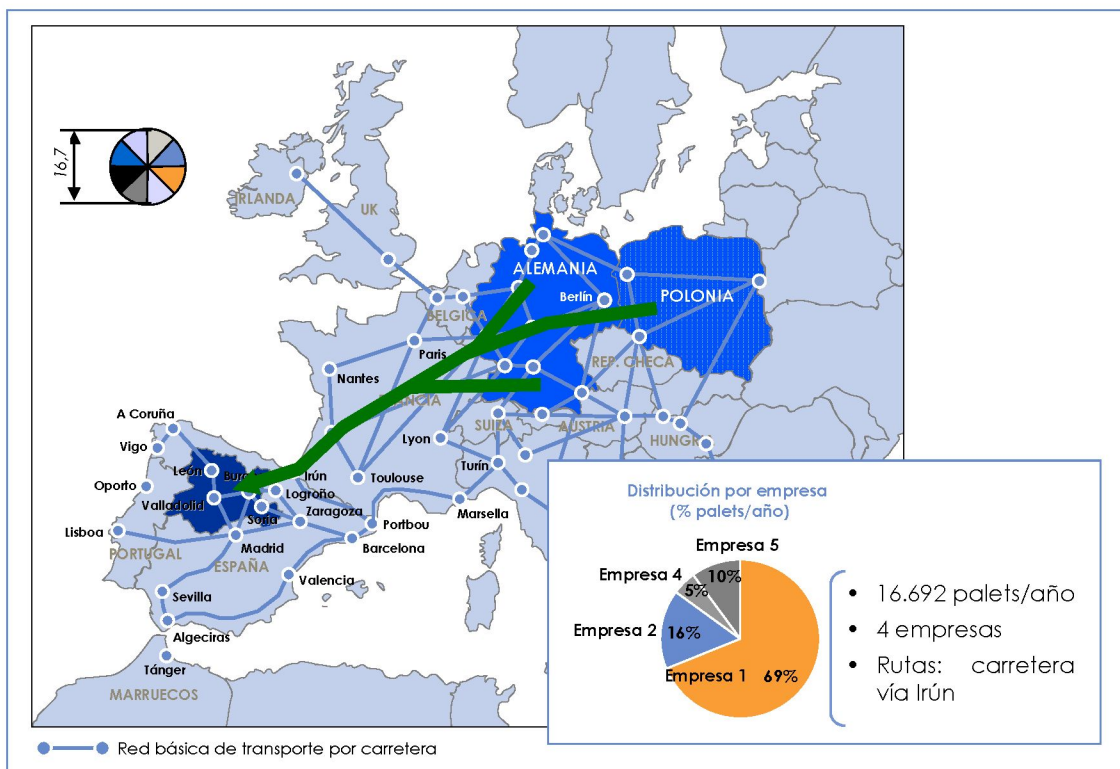 16,7
IRLANDA
UK
ALEMANIA
Berlín
POLONIA
BELGICA
Paris
REP. CHECA
Nantes
A Coruña
SUIZA
AUSTRIA
HUNGR
Vigo
Lyon
León
Bur
Irún
Turín
Oporto
Logroño
Toulouse
Valladolid
Soria
Zaragoza
Marsella
Portbou
Lisboa
Madrid
Barcelona
PORTUGAL
ESPAÑA
Valencia
Sevilla
Algeciras
Tánger
MARRUECOS
Red básica de transporte por carretera
Distribución por empresa
(% palets/año)
Empresa 5
10%
Empresa 4
5%
Empresa 2
16%
Empresa 1
69%
• 16.692 palets/año
• 4 empresas
• Rutas: carretera
vía Irún